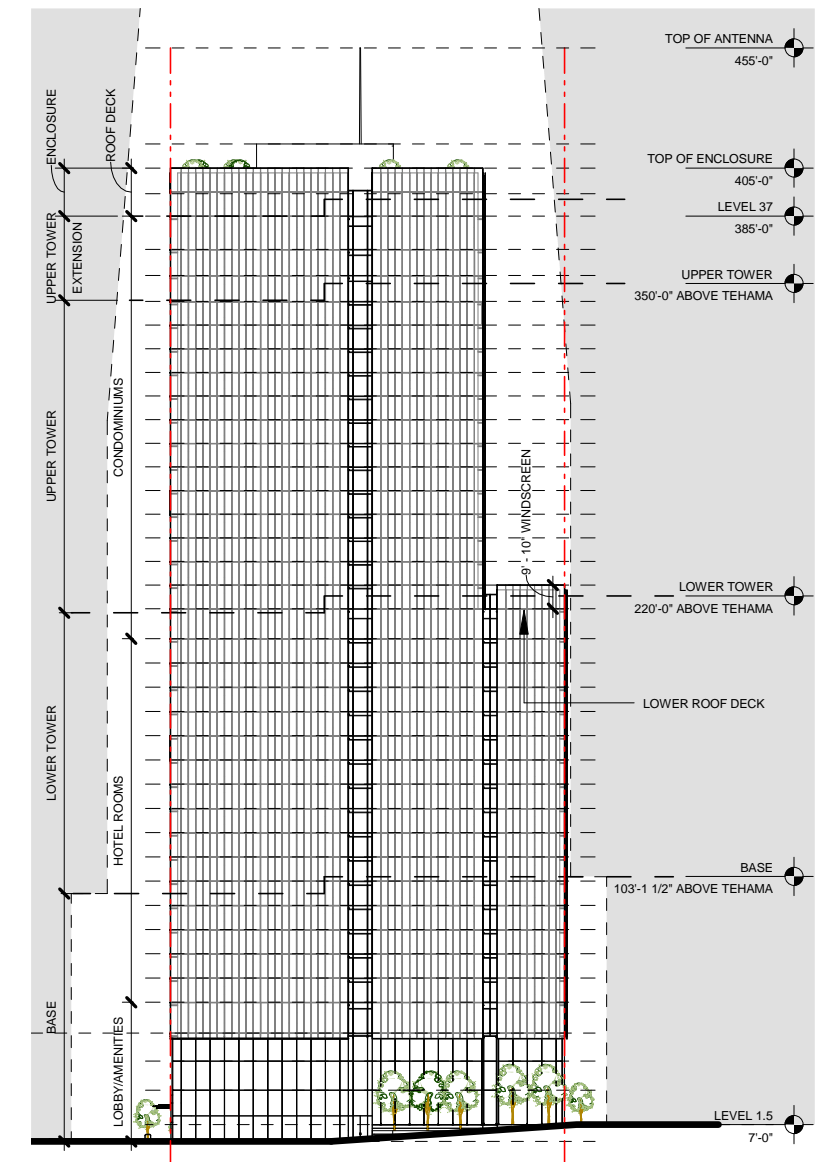 TOP OF ANTENNA
455'-0"
ENCLOSURE
ROOF DECK
TOP OF ENCLOSURE
405'-0"
LEVEL 37
385'-0"
UPPER TOWER
EXTENSION
UPPER TOWER
350'-0" ABOVE TEHAMA
CONDOMINIUMS
UPPER TOWER
9' - 10" WINDSCREEN
LOWER TOWER
220'-0" ABOVE TEHAMA
LOWER ROOF DECK
LOWER TOWER
HOTEL ROOMS
BASE
103'-1 1/2" ABOVE TEHAMA
BASE
LOBBY/AMENITIES
LEVEL 1.5
7'-0"